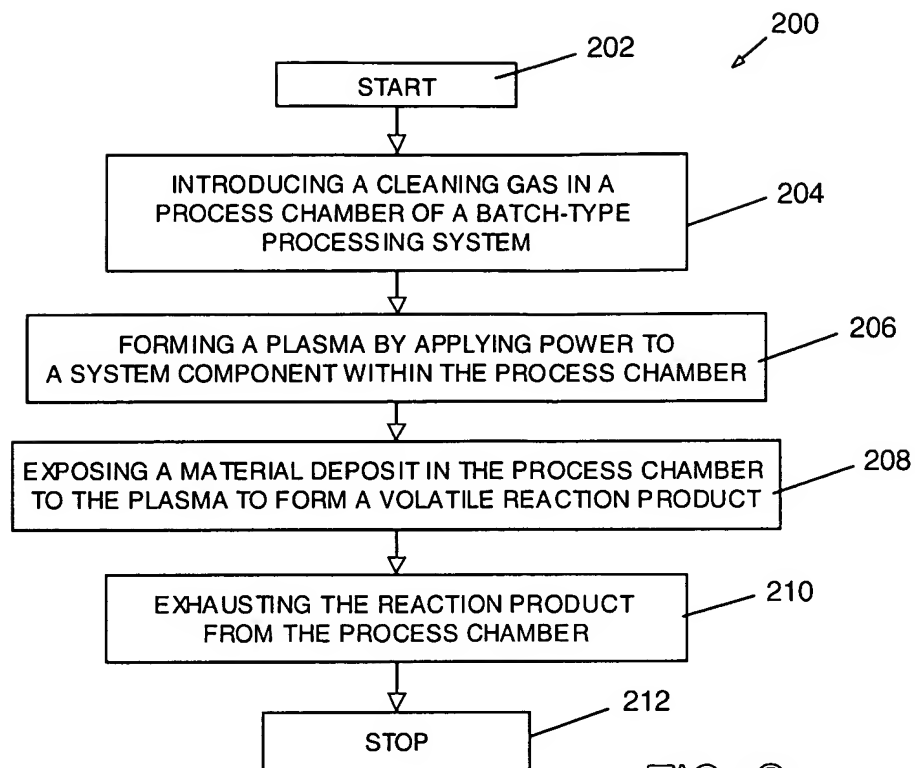 200
202
START
INTRODUCING A CLEANING GAS IN A
PROCESS CHAMBER OF A BATCH-TYPE
PROCESSING SYSTEM
204
FORMING A PLASMA BY APPLYING POWER TO
A SYSTEM COMPONENT WITHIN THE PROCESS CHAMBER
206
EXPOSING A MATERIAL DEPOSIT IN THE PROCESS CHAMBER
TO THE PLASMA TO FORM A VOLATILE REACTION PRODUCT
208
EXHAUSTING THE REACTION PRODUCT
FROM THE PROCESS CHAMBER
210
STOP
212